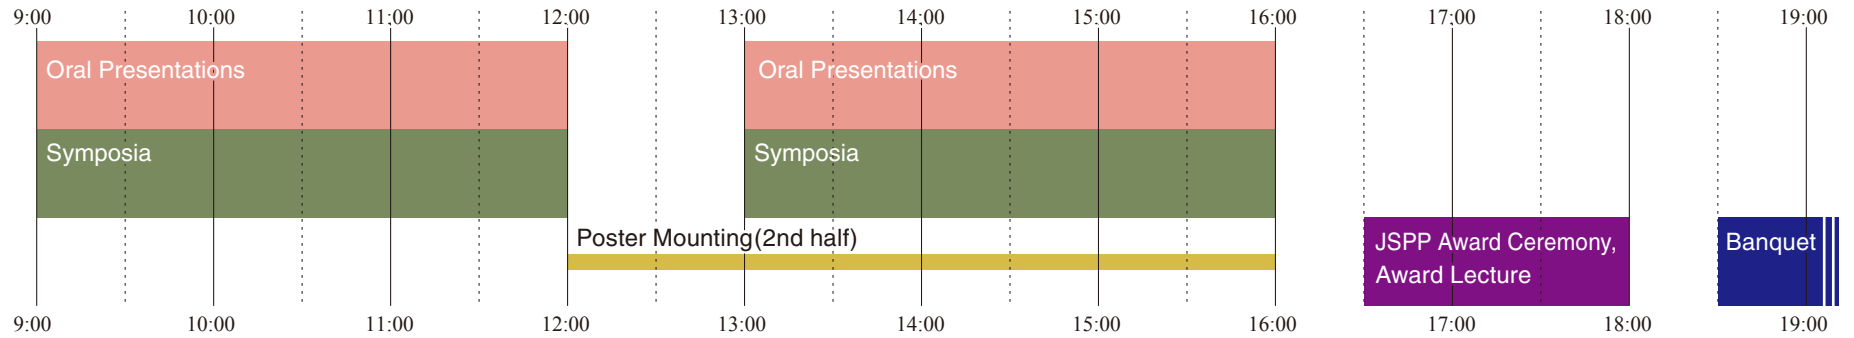 9:00 10:00 11:00 12:00 13:00 14:00 15:00 16:00 17:00 18:00 19:00
Oral Presentations Oral Presentations
Symposia Symposia
Poster Mounting(2nd half)
JSPP Award Ceremony,
Award Lecture
Banquet
9:00 10:00 11:00 12:00 13:00 14:00 15:00 16:00 17:00 18:00 19:00